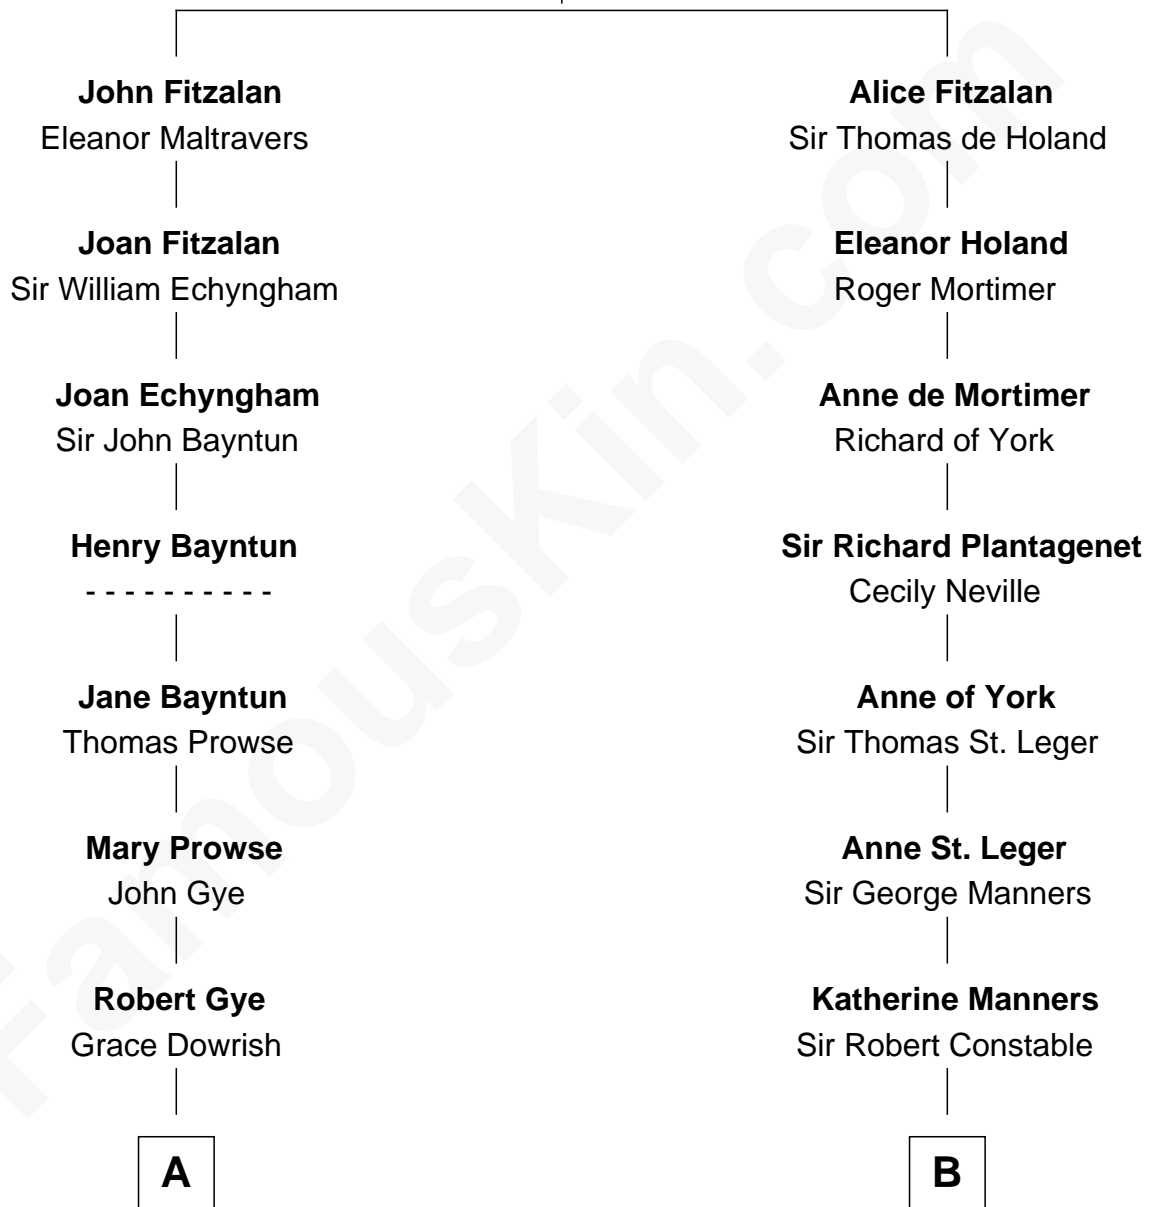 John Fitzalan
Eleanor Maltravers
Joan Fitzalan
Sir William Echyngham
Joan Echyngham
Sir John Bayntun
Henry Bayntun
- - - - - - - - - -
Jane Bayntun
Thomas Prowse
Mary Prowse
John Gye
Robert Gye
Grace Dowrish
A
Alice Fitzalan
Sir Thomas de Holand
Eleanor Holand
Roger Mortimer
Anne de Mortimer
Richard of York
Sir Richard Plantagenet
Cecily Neville
Anne of York
Sir Thomas St. Leger
Anne St. Leger
Sir George Manners
Katherine Manners
Sir Robert Constable
B
FamousKin.com